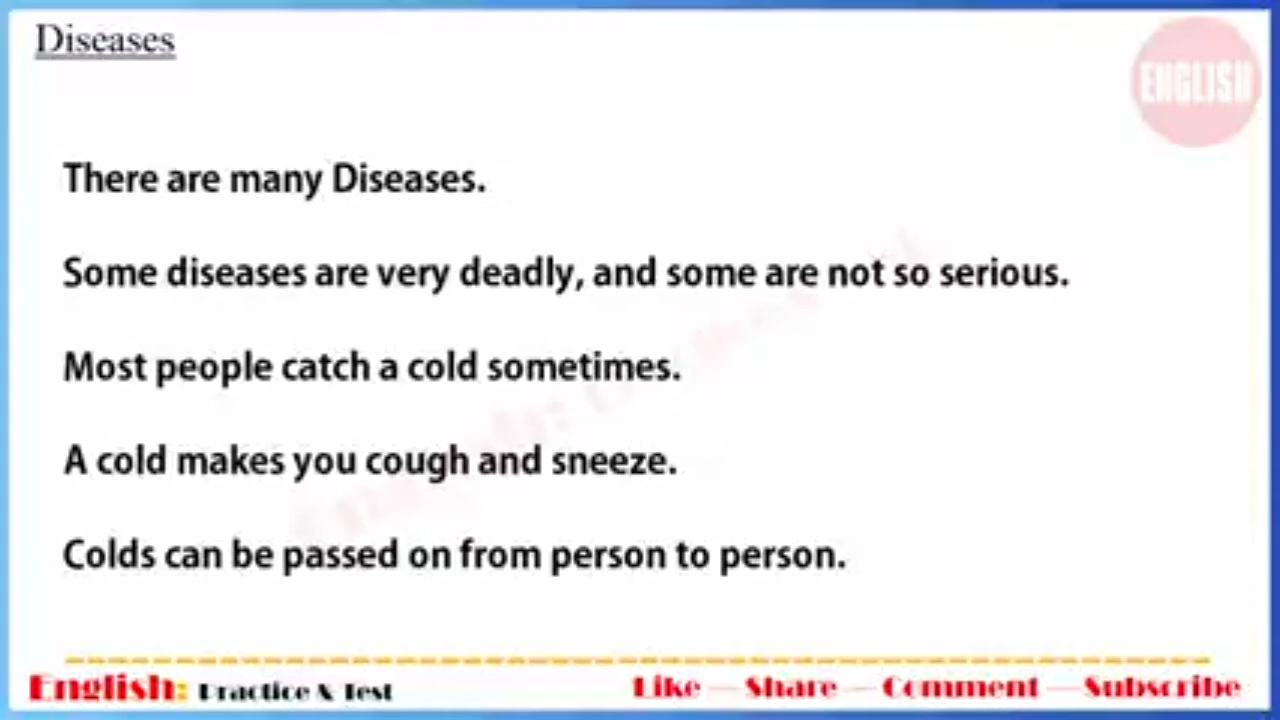 Diseases
ENGLISH
There are many Diseases.
Some diseases are very deadly, and some are not so serious.
Most people catch a cold sometimes.
A cold makes you cough and sneeze.
Colds can be passed on from person to person.
English: Practice & Test
Like — Share — Comment — Subscribe